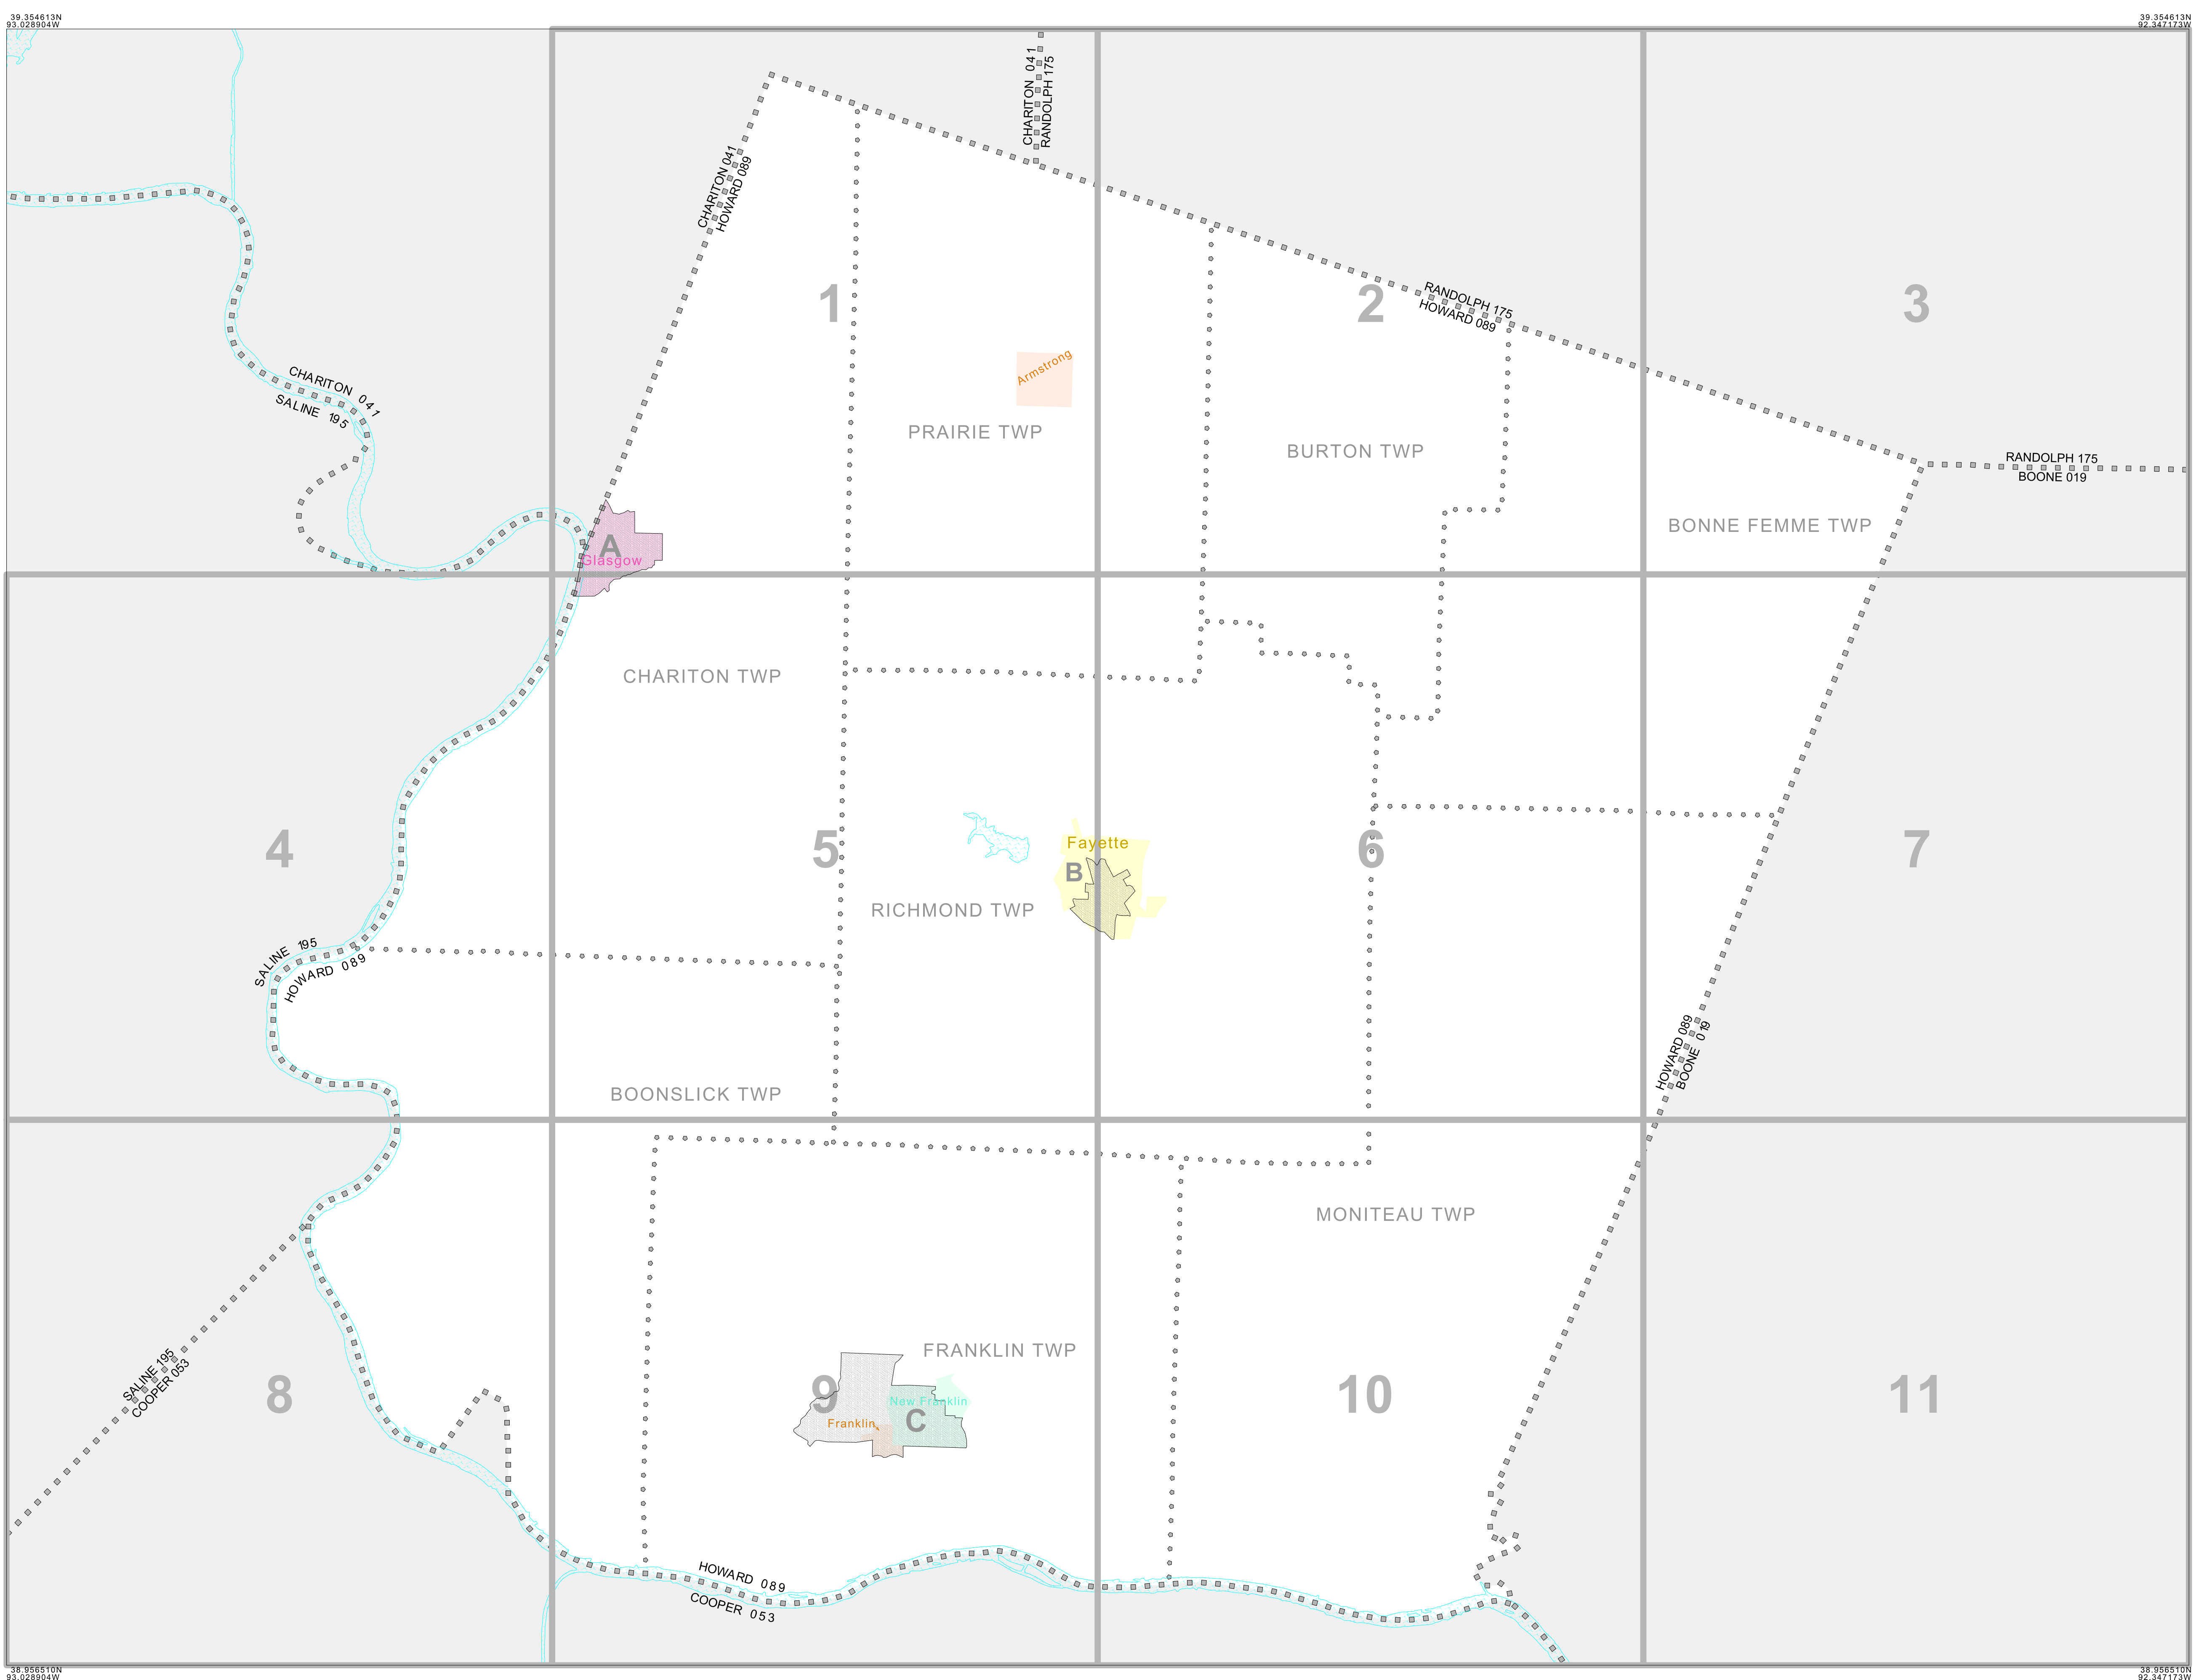 39.354613N
93.028904W
39.354613N
92.347173W
CHARITON 041
RANDOLPH 175
CHARITON 041
HOWARD 089
1
2
3
RANDOLPH 175
HOWARD 089
Armstrong
CHARITON 041
SALINE 195
PRAIRIE TWP
BURTON TWP
RANDOLPH 175
BOONE 019
BONNE FEMME TWP
A
Glasgow
CHARITON TWP
4
5
6
7
Fayette
B
RICHMOND TWP
SALINE 195
HOWARD 089
HOWARD 089
BOONE 019
BOONSLICK TWP
MONITEAU TWP
FRANKLIN TWP
SALINE 195
COOPER 053
8
9
10
11
New Franklin
Franklin
C
HOWARD 089
COOPER 053
38.956510N
93.028904W
38.956510N
92.347173W